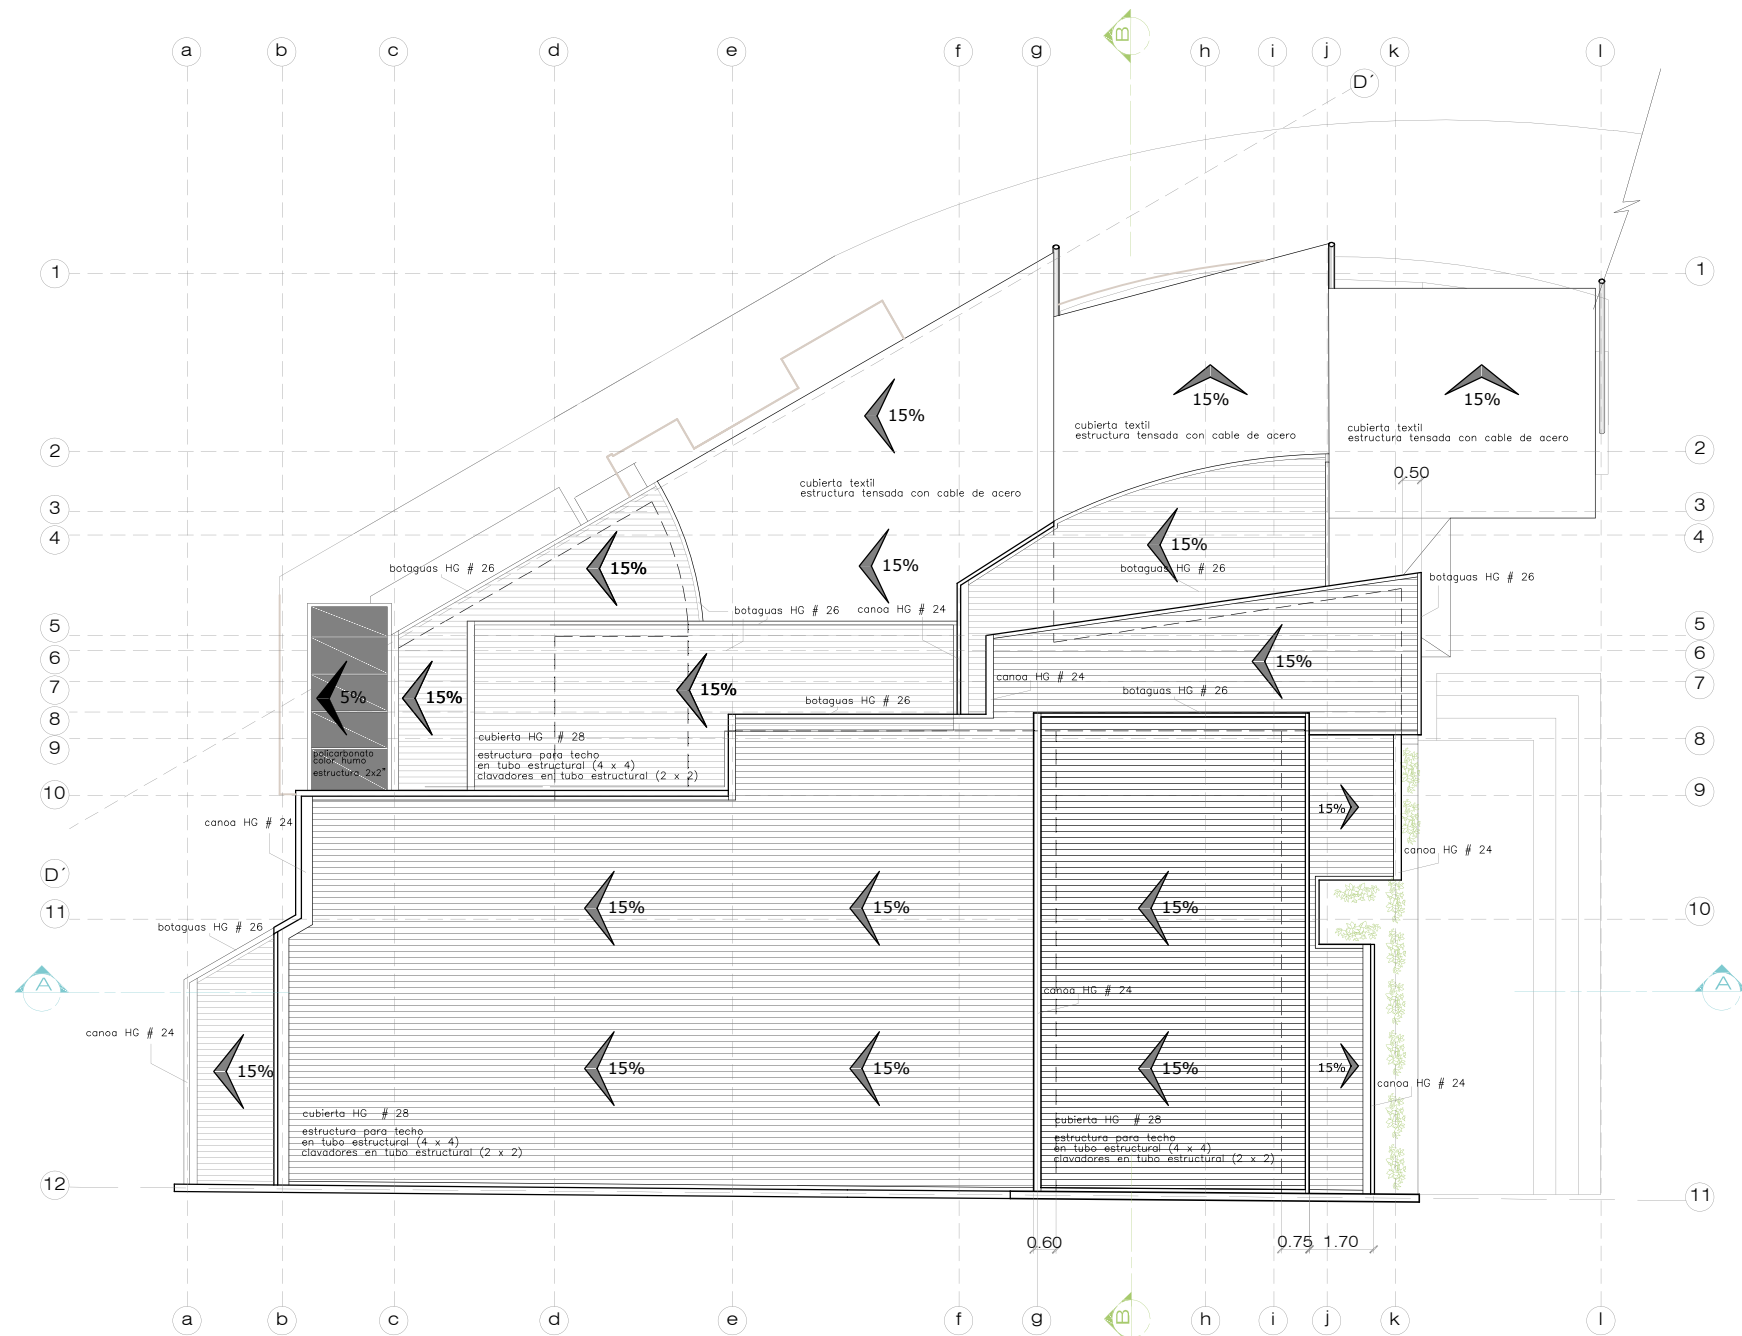 a b c d e f g B h i j k l
D´
1 1
15% 15%
15%
cubierta textil
estructura tensada con cable de acero
cubierta textil
estructura tensada con cable de acero
2 2
0.50
cubierta textil
estructura tensada con cable de acero
3 3
4 4
15%
15%
15%
botaguas HG # 26
botaguas HG # 26
botaguas HG # 26
botaguas HG # 26
canoa HG # 24
5 5
6 6
15%
7 7
canoa HG # 24
5%
15%
15%
botaguas HG # 26
botaguas HG # 26
8 8
9
cubierta HG # 28
estructura para techo
en tubo estructural (4 x 4)
clavadores en tubo estructural (2 x 2)
policarbonato
color humo
estructura 2x2"
10 9
15%
canoa HG # 24
canoa HG # 24
D´
11 10
15% 15% 15%
botaguas HG # 26
A A
canoa HG # 24
canoa HG # 24
15% 15% 15% 15% 15%
canoa HG # 24
cubierta HG # 28
estructura para techo
en tubo estructural (4 x 4)
clavadores en tubo estructural (2 x 2)
cubierta HG # 28
estructura para techo
en tubo estructural (4 x 4)
clavadores en tubo estructural (2 x 2)
12 11
0.60 0.75 1.70
a b c d e f g B h i j k l